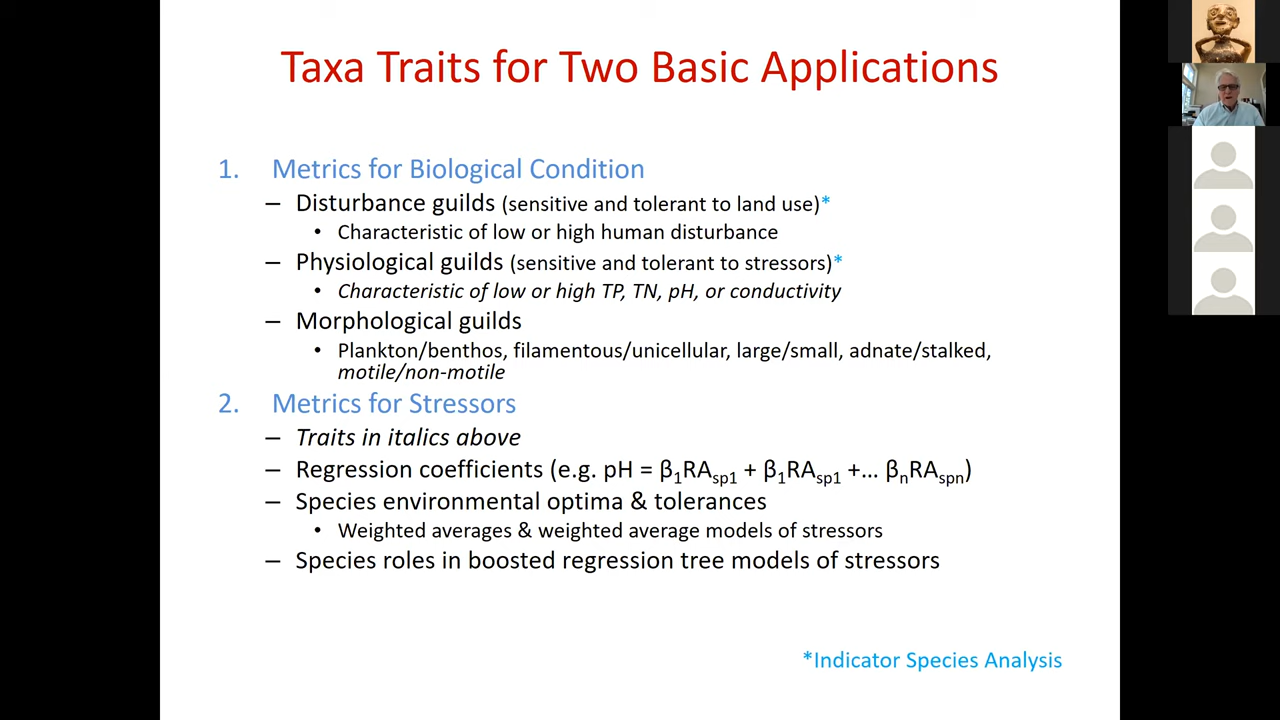 Taxa Traits for Two Basic Applications
1. Metrics for Biological Condition
– Disturbance guilds (sensitive and tolerant to land use)*
• Characteristic of low or high human disturbance
– Physiological guilds (sensitive and tolerant to stressors)*
• Characteristic of low or high TP, TN, pH, or conductivity
– Morphological guilds
• Plankton/benthos, filamentous/unicellular, large/small, adnate/stalked,
motile/non-motile
2. Metrics for Stressors
– Traits in italics above
– Regression coefficients (e.g. pH = β₁RAsp1 + β₁RAsp1 +... βnRAspn)
– Species environmental optima & tolerances
• Weighted averages & weighted average models of stressors
– Species roles in boosted regression tree models of stressors
*Indicator Species Analysis